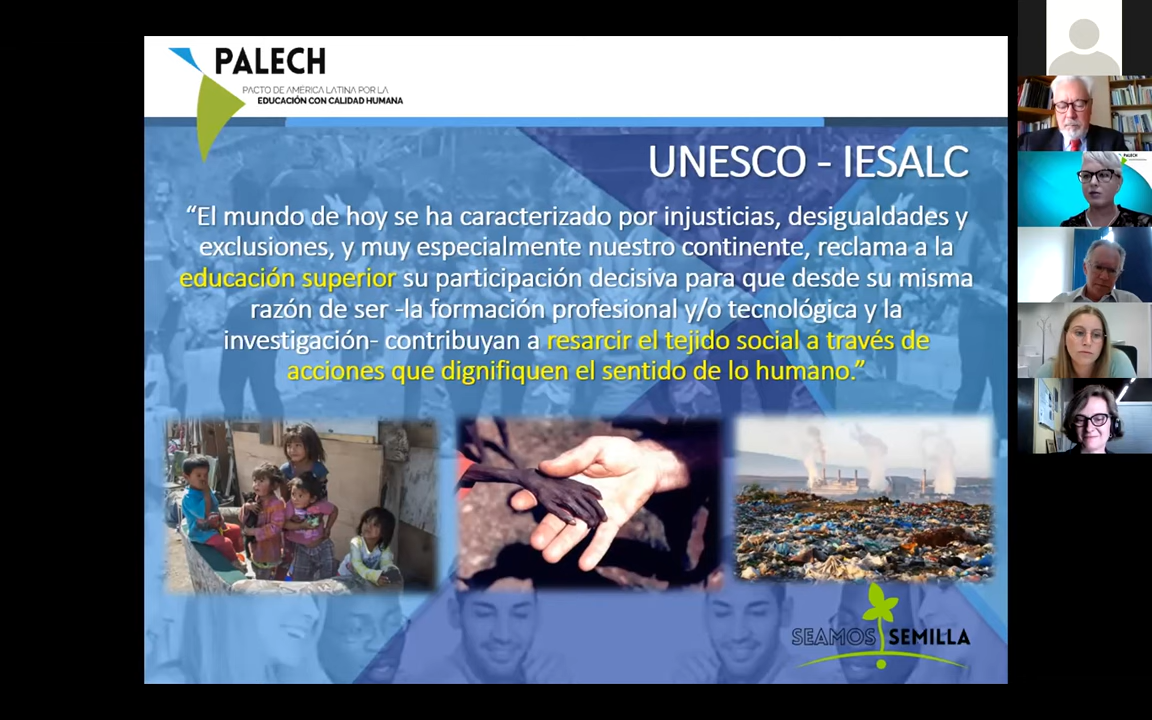 PALECH
PACTO DE AMÉRICA LATINA POR LA
EDUCACIÓN CON CALIDAD HUMANA
UNESCO - IESALC
“El mundo de hoy se ha caracterizado por injusticias, desigualdades y
exclusiones, y muy especialmente nuestro continente, reclama a la
educación superior su participación decisiva para que desde su misma
razón de ser -la formación profesional y/o tecnológica y la
investigación- contribuyan a resarcir el tejido social a través de
acciones que dignifiquen el sentido de lo humano.”
SEAMOS SEMILLA
PALECH